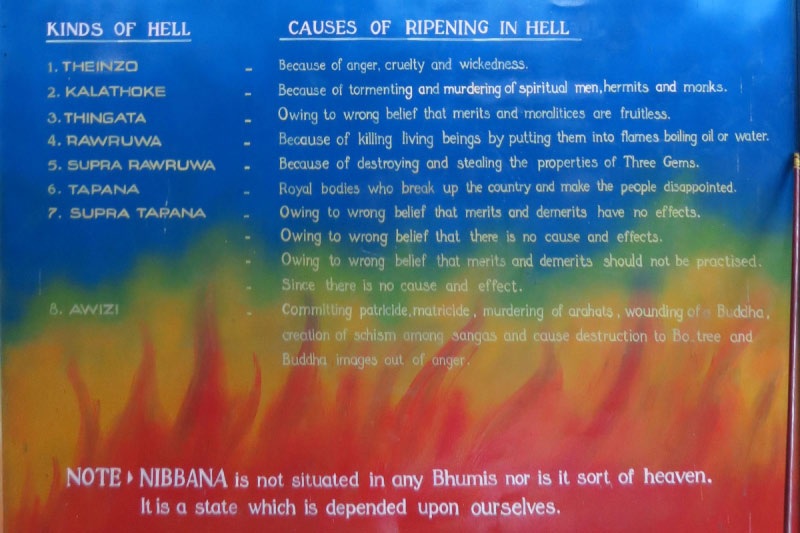 KINDS OF HELL CAUSES OF RIPENING IN HELL
1. THEINZO - Because of anger, cruelty and wickedness.
2. KALATHOKE - Because of tormenting and murdering of spiritual men, hermits and monks.
3. THINGATA - Owing to wrong belief that merits and moralitices are fruitless.
4. RAWRUWA - Because of killing living beings by putting them into flames boiling oil or water.
5. SUPRA RAWRUWA - Because of destroying and stealing the properties of Three Gems.
6. TAPANA - Royal bodies who break up the country and make the people disappointed.
7. SUPRA TAPANA - Owing to wrong belief that merits and demerits have no effects.
- Owing to wrong belief that there is no cause and effects.
- Owing to wrong belief that merits and demerits should not be practised.
- Since there is no cause and effect.
8. AWIZI - Committing patricide, matricide, murdering of arahats, wounding of a Buddha,
creation of schism among sangas and cause destruction to Bo-tree and
Buddha images out of anger.
NOTE ▸ NIBBANA is not situated in any Bhumis nor is it sort of heaven.
It is a state which is depended upon ourselves.